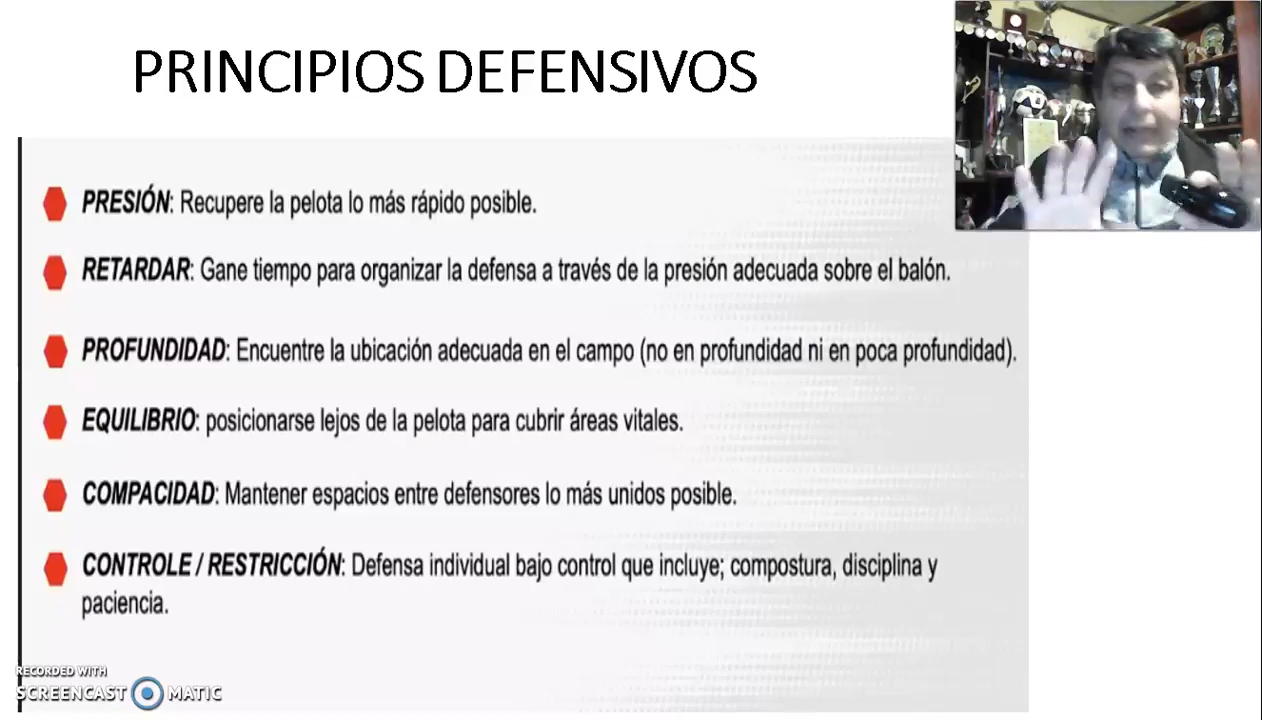 PRINCIPIOS DEFENSIVOS
PRESIÓN: Recupere la pelota lo más rápido posible.
RETARDAR: Gane tiempo para organizar la defensa a través de la presión adecuada sobre el balón.
PROFUNDIDAD: Encuentre la ubicación adecuada en el campo (no en profundidad ni en poca profundidad).
EQUILIBRIO: posicionarse lejos de la pelota para cubrir áreas vitales.
COMPACIDAD: Mantener espacios entre defensores lo más unidos posible.
CONTROLE / RESTRICCIÓN: Defensa individual bajo control que incluye; compostura, disciplina y
paciencia.
RECORDED WITH
SCREENCAST MATIC